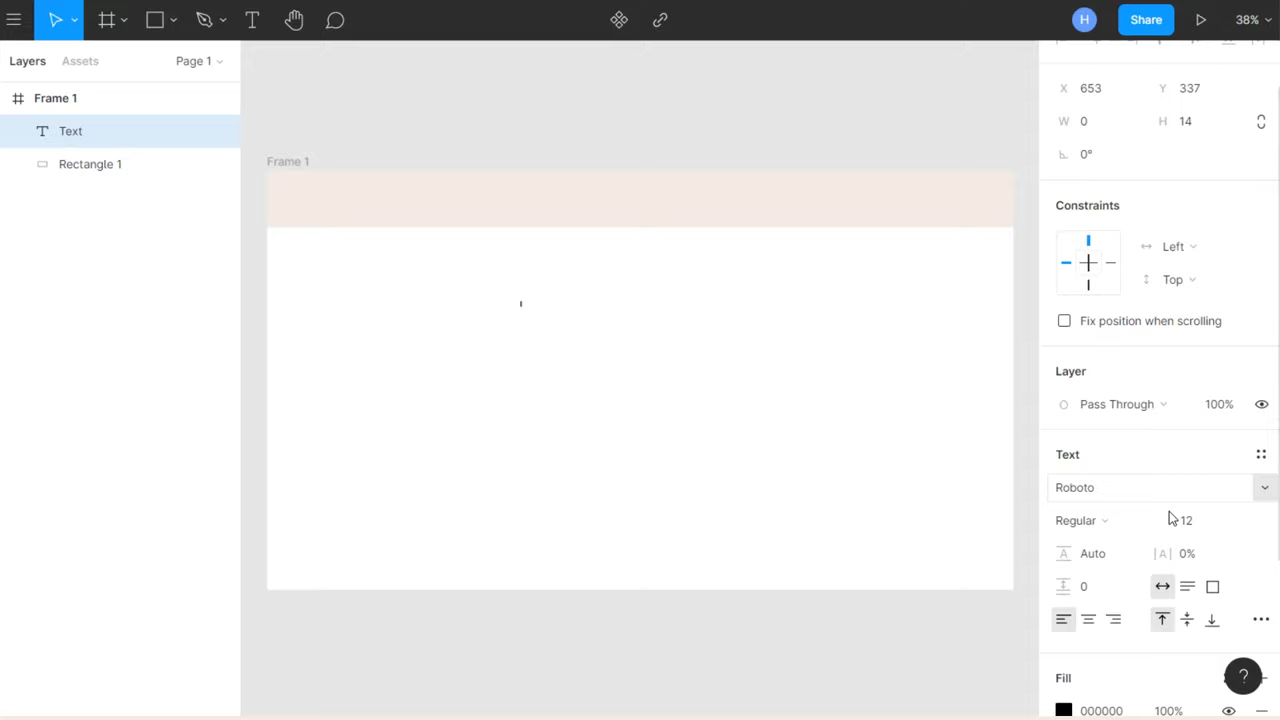 H
Share
38%
Layers
Assets
Page 1
Frame 1
Text
Rectangle 1
Frame 1
X 653
Y 337
W 0
H 14
0°
Constraints
Left
Top
Fix position when scrolling
Layer
Pass Through
100%
Text
Roboto
Regular
12
A Auto
|A| 0%
0
Fill
000000
100%
?